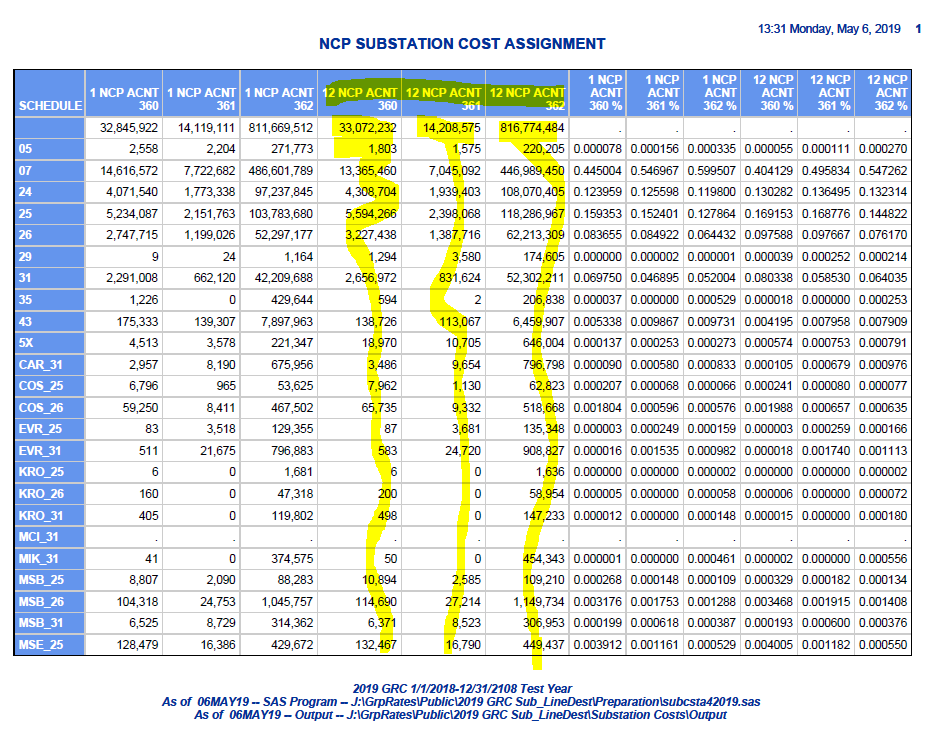 13:31 Monday, May 6, 2019 1
NCP SUBSTATION COST ASSIGNMENT
SCHEDULE 1 NCP ACNT 360 1 NCP ACNT 361 1 NCP ACNT 362 12 NCP ACNT 360 12 NCP ACNT 361 12 NCP ACNT 362 1 NCP ACNT 360 % 1 NCP ACNT 361 % 1 NCP ACNT 362 % 12 NCP ACNT 360 % 12 NCP ACNT 361 % 12 NCP ACNT 362 %
32,845,922 14,119,111 811,669,512 33,072,232 14,208,575 816,774,484 . . . . . .
05 2,558 2,204 271,773 1,803 1,575 220,205 0.000078 0.000156 0.000335 0.000055 0.000111 0.000270
07 14,616,572 7,722,682 486,601,789 13,365,460 7,045,092 446,989,450 0.445004 0.546967 0.599507 0.404129 0.495834 0.547262
24 4,071,540 1,773,338 97,237,845 4,308,704 1,939,403 108,070,405 0.123959 0.125598 0.119800 0.130282 0.136495 0.132314
25 5,234,087 2,151,763 103,783,680 5,594,266 2,398,068 118,286,967 0.159353 0.152401 0.127864 0.169153 0.168776 0.144822
26 2,747,715 1,199,026 52,297,177 3,227,438 1,387,716 62,213,309 0.083655 0.084922 0.064432 0.097588 0.097667 0.076170
29 9 24 1,164 1,294 3,580 174,605 0.000000 0.000002 0.000001 0.000039 0.000252 0.000214
31 2,291,008 662,120 42,209,688 2,656,972 831,624 52,302,211 0.069750 0.046895 0.052004 0.080338 0.058530 0.064035
35 1,226 0 429,644 594 2 206,838 0.000037 0.000000 0.000529 0.000018 0.000000 0.000253
43 175,333 139,307 7,897,963 138,726 113,067 6,459,907 0.005338 0.009867 0.009731 0.004195 0.007958 0.007909
5X 4,513 3,578 221,347 18,970 10,705 646,004 0.000137 0.000253 0.000273 0.000574 0.000753 0.000791
CAR_31 2,957 8,190 675,956 3,486 9,654 796,798 0.000090 0.000580 0.000833 0.000105 0.000679 0.000976
COS_25 6,796 965 53,625 7,962 1,130 62,823 0.000207 0.000068 0.000066 0.000241 0.000080 0.000077
COS_26 59,250 8,411 467,502 65,735 9,332 518,668 0.001804 0.000596 0.000576 0.001988 0.000657 0.000635
EVR_25 83 3,518 129,355 87 3,681 135,348 0.000003 0.000249 0.000159 0.000003 0.000259 0.000166
EVR_31 511 21,675 796,883 583 24,720 908,827 0.000016 0.001535 0.000982 0.000018 0.001740 0.001113
KRO_25 6 0 1,681 6 0 1,636 0.000000 0.000000 0.000002 0.000000 0.000000 0.000002
KRO_26 160 0 47,318 200 0 58,954 0.000005 0.000000 0.000058 0.000006 0.000000 0.000072
KRO_31 405 0 119,802 498 0 147,233 0.000012 0.000000 0.000148 0.000015 0.000000 0.000180
MCI_31 . . . . . . . . . . . .
MIK_31 41 0 374,575 50 0 454,343 0.000001 0.000000 0.000461 0.000002 0.000000 0.000556
MSB_25 8,807 2,090 88,283 10,894 2,585 109,210 0.000268 0.000148 0.000109 0.000329 0.000182 0.000134
MSB_26 104,318 24,753 1,045,757 114,690 27,214 1,149,734 0.003176 0.001753 0.001288 0.003468 0.001915 0.001408
MSB_31 6,525 8,729 314,362 6,371 8,523 306,953 0.000199 0.000618 0.000387 0.000193 0.000600 0.000376
MSE_25 128,479 16,386 429,672 132,467 16,790 449,437 0.003912 0.001161 0.000529 0.004005 0.001182 0.000550
2019 GRC 1/1/2018-12/31/2108 Test Year
As of 06MAY19 -- SAS Program -- J:\GrpRates\Public\2019 GRC Sub_LineDest\Preparation\subcsta42019.sas
As of 06MAY19 -- Output -- J:\GrpRates\Public\2019 GRC Sub_LineDest\Substation Costs\Output